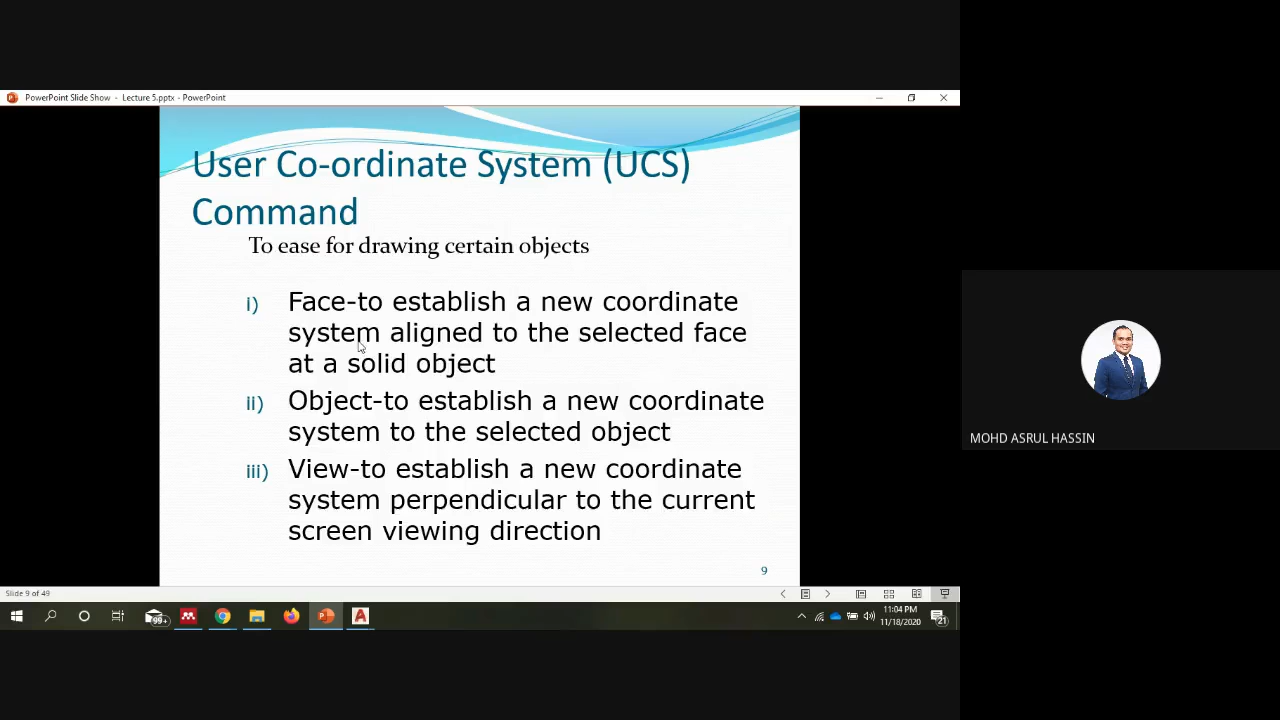 PowerPoint Slide Show - Lecture 5.pptx - PowerPoint
User Co-ordinate System (UCS)
Command
To ease for drawing certain objects
i) Face-to establish a new coordinate
system aligned to the selected face
at a solid object
ii) Object-to establish a new coordinate
system to the selected object
iii) View-to establish a new coordinate
system perpendicular to the current
screen viewing direction
9
MOHD ASRUL HASSIN
Slide 9 of 49
99+
11:04 PM
11/18/2020
21